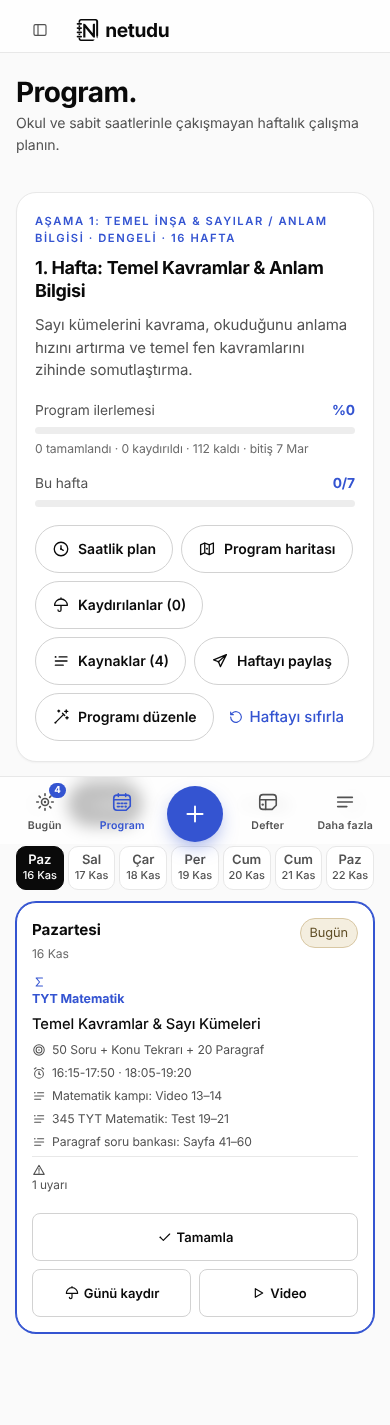 netudu
Program.
Okul ve sabit saatlerinle çakışmayan haftalık çalışma
planın.
AŞAMA 1: TEMEL İNŞA & SAYILAR / ANLAM
BİLGİSİ · DENGELİ · 16 HAFTA
1. Hafta: Temel Kavramlar & Anlam
Bilgisi
Sayı kümelerini kavrama, okuduğunu anlama
hızını artırma ve temel fen kavramlarını
zihinde somutlaştırma.
Program ilerlemesi %0
0 tamamlandı · 0 kaydırıldı · 112 kaldı · bitiş 7 Mar
Bu hafta 0/7
Saatlik plan Program haritası
Kaydırılanlar (0)
Kaynaklar (4) Haftayı paylaş
Programı düzenle Haftayı sıfırla
4
Bugün Program Defter Daha fazla
Paz Sal Çar Per Cum Cum Paz
16 Kas 17 Kas 18 Kas 19 Kas 20 Kas 21 Kas 22 Kas
Pazartesi Bugün
16 Kas
TYT Matematik
Temel Kavramlar & Sayı Kümeleri
50 Soru + Konu Tekrarı + 20 Paragraf
16:15-17:50 · 18:05-19:20
Matematik kampı: Video 13–14
345 TYT Matematik: Test 19–21
Paragraf soru bankası: Sayfa 41–60
1 uyarı
Tamamla
Günü kaydır Video